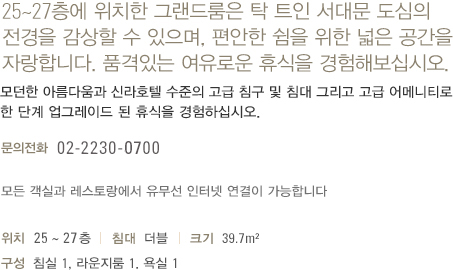 25~27층에 위치한 그랜드룸은 탁 트인 서대문 도심의
전경을 감상할 수 있으며, 편안한 쉼을 위한 넓은 공간을
자랑합니다. 품격있는 여유로운 휴식을 경험해보십시오.
모던한 아름다움과 신라호텔 수준의 고급 침구 및 침대 그리고 고급 어메니티로
한 단계 업그레이드 된 휴식을 경험하십시오.
문의전화 02-2230-0700
모든 객실과 레스토랑에서 유무선 인터넷 연결이 가능합니다
위치 25 ~ 27층 | 침대 더블 | 크기 39.7m²
구성 침실 1, 라운지룸 1, 욕실 1